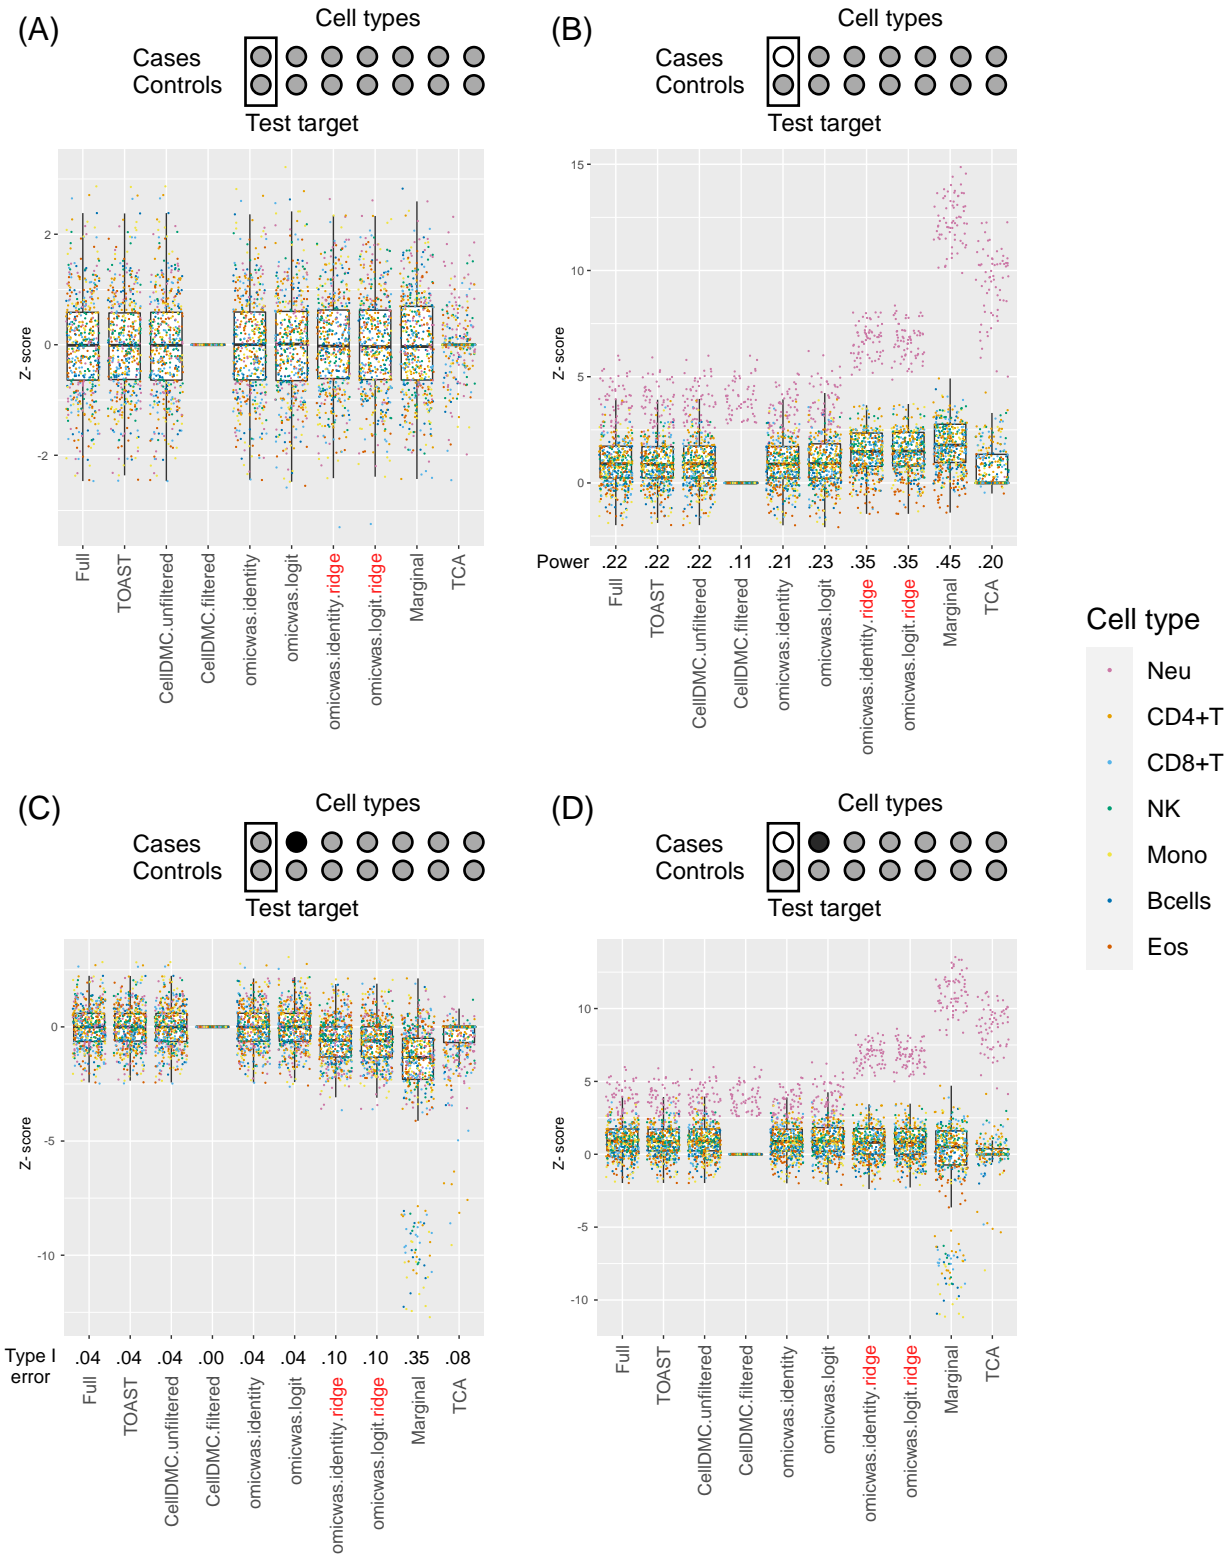 (A)
Cell types
Cases
Controls
Test target
Z-score
2
0
-2
Full
TOAST
CellDMC.unfiltered
CellDMC.filtered
omicwas.identity
omicwas.logit
omicwas.identity.ridge
omicwas.logit.ridge
Marginal
TCA
(B)
Cell types
Cases
Controls
Test target
Z-score
15
10
5
0
Power .22 .22 .22 .11 .21 .23 .35 .35 .45 .20
Full
TOAST
CellDMC.unfiltered
CellDMC.filtered
omicwas.identity
omicwas.logit
omicwas.identity.ridge
omicwas.logit.ridge
Marginal
TCA
Cell type
Neu
CD4+T
CD8+T
NK
Mono
Bcells
Eos
(C)
Cell types
Cases
Controls
Test target
Z-score
0
-5
-10
Type I
error
.04 .04 .04 .00 .04 .04 .10 .10 .35 .08
Full
TOAST
CellDMC.unfiltered
CellDMC.filtered
omicwas.identity
omicwas.logit
omicwas.identity.ridge
omicwas.logit.ridge
Marginal
TCA
(D)
Cell types
Cases
Controls
Test target
Z-score
10
5
0
-5
-10
Full
TOAST
CellDMC.unfiltered
CellDMC.filtered
omicwas.identity
omicwas.logit
omicwas.identity.ridge
omicwas.logit.ridge
Marginal
TCA